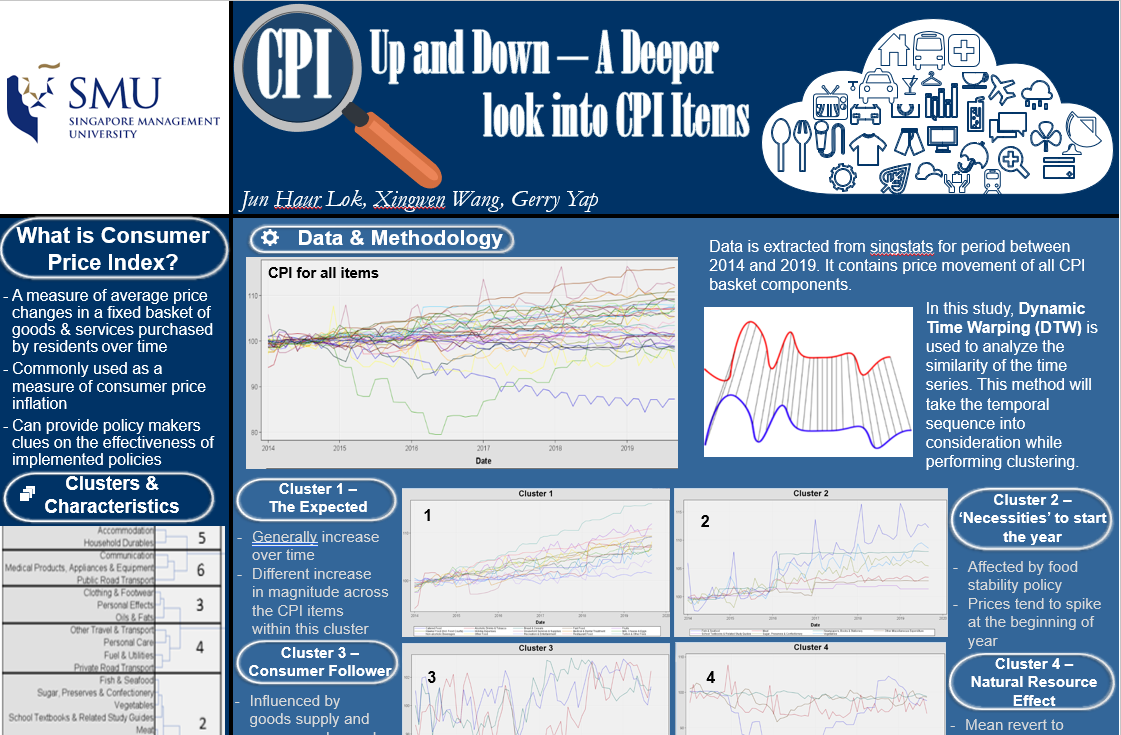 SMU
SINGAPORE MANAGEMENT
UNIVERSITY
CPI
Up and Down — A Deeper
look into CPI Items
Jun Haur Lok, Xingwen Wang, Gerry Yap
What is Consumer
Price Index?
- A measure of average price
changes in a fixed basket of
goods & services purchased
by residents over time
- Commonly used as a
measure of consumer price
inflation
- Can provide policy makers
clues on the effectiveness of
implemented policies
Clusters &
Characteristics
Accommodation
Household Durables
5
Communication
Medical Products, Appliances & Equipment
Public Road Transport
6
Clothing & Footwear
Personal Effects
Oils & Fats
3
Other Travel & Transport
Personal Care
Fuel & Utilities
Private Road Transport
4
Fish & Seafood
Sugar, Preserves & Confectionery
Vegetables
School Textbooks & Related Study Guides
Meat
2
Data & Methodology
CPI for all items
110
100
90
80
2014 2015 2016 2017 2018 2019
Date
Data is extracted from singstats for period between
2014 and 2019. It contains price movement of all CPI
basket components.
In this study, Dynamic
Time Warping (DTW) is
used to analyze the
similarity of the time
series. This method will
take the temporal
sequence into
consideration while
performing clustering.
Cluster 1 –
The Expected
- Generally increase
over time
- Different increase
in magnitude across
the CPI items
within this cluster
Cluster 1
1
Cluster 2
2
Cluster 2 –
‘Necessities’ to start
the year
- Affected by food
stability policy
- Prices tend to spike
at the beginning of
year
Cluster 3 –
Consumer Follower
- Influenced by
goods supply and
Cluster 3
3
Cluster 4
4
Cluster 4 –
Natural Resource
Effect
- Mean revert to